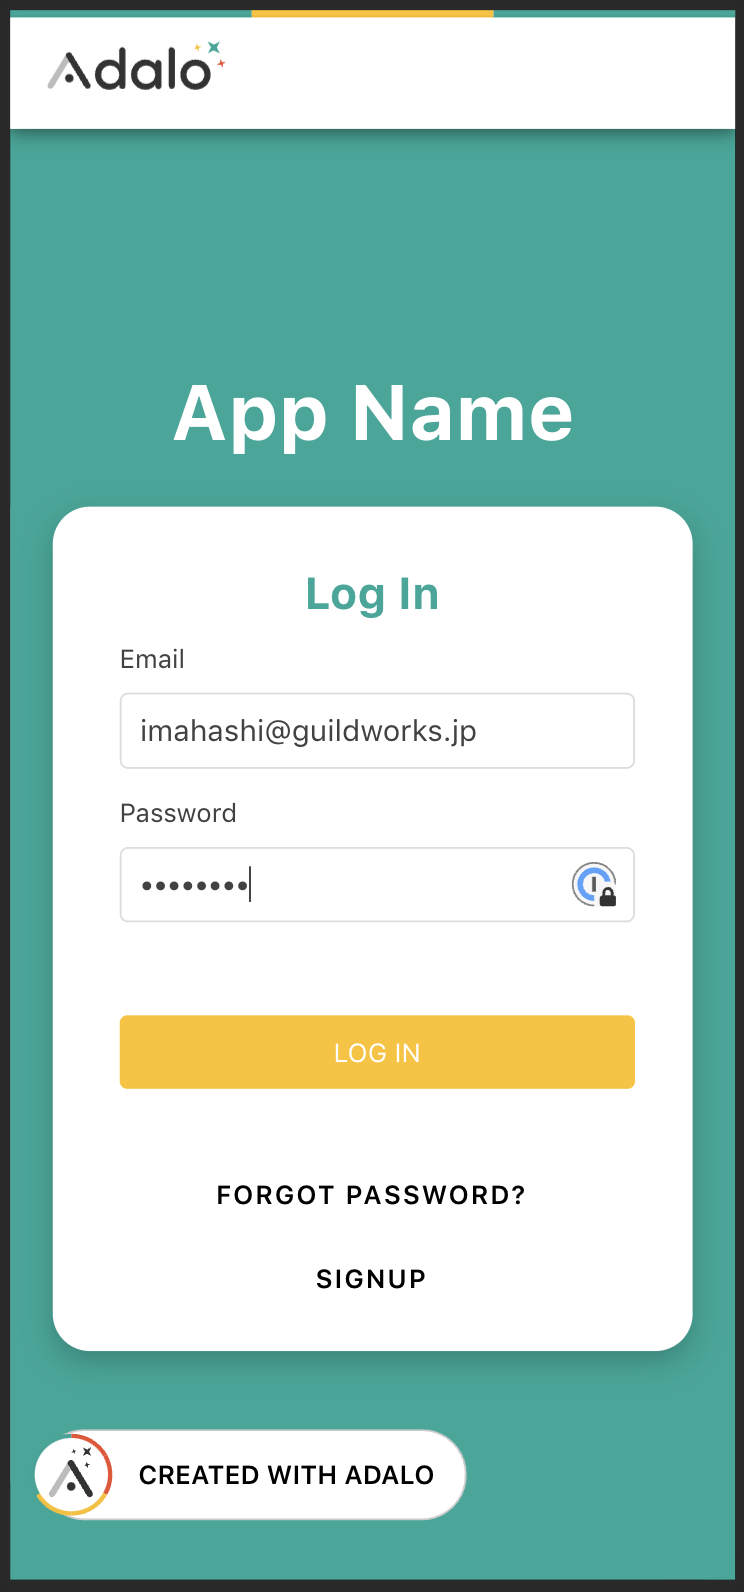 Adalo
App Name
Log In
Email
imahashi@guildworks.jp
Password
••••••••
LOG IN
FORGOT PASSWORD?
SIGNUP
CREATED WITH ADALO